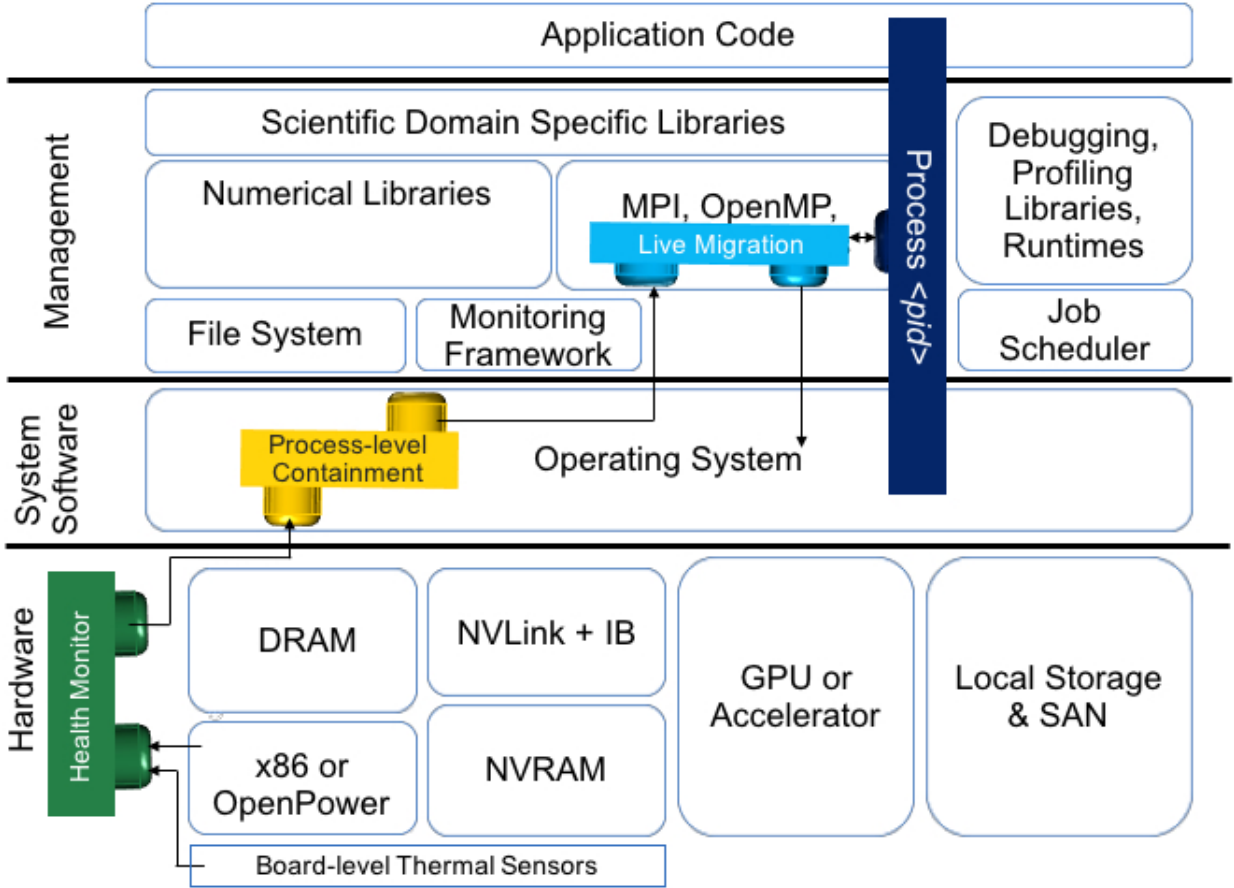 Application Code
Management
Scientific Domain Specific Libraries
Numerical Libraries
MPI, OpenMP,
Live Migration
Process <pid>
Debugging,
Profiling
Libraries,
Runtimes
File System
Monitoring
Framework
Job
Scheduler
System
Software
Process-level
Containment
Operating System
Hardware
Health Monitor
DRAM
NVLink + IB
GPU or
Accelerator
Local Storage
& SAN
x86 or
OpenPower
NVRAM
Board-level Thermal Sensors